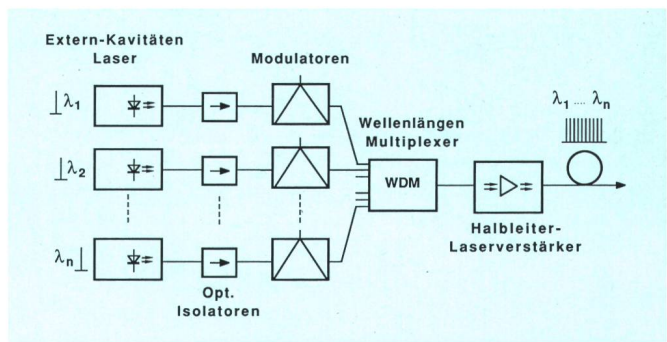 Extern-Kavitäten
Laser
Modulatoren
λ1
λ1 .... λn
Wellenlängen
Multiplexer
λ2
WDM
Halbleiter-
Laserverstärker
λn
Opt.
Isolatoren